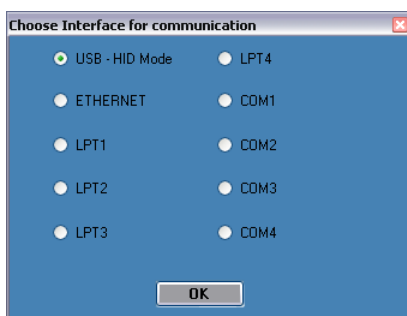 Choose Interface for communication
USB - HID Mode
ETHERNET
LPT1
LPT2
LPT3
LPT4
COM1
COM2
COM3
COM4
OK